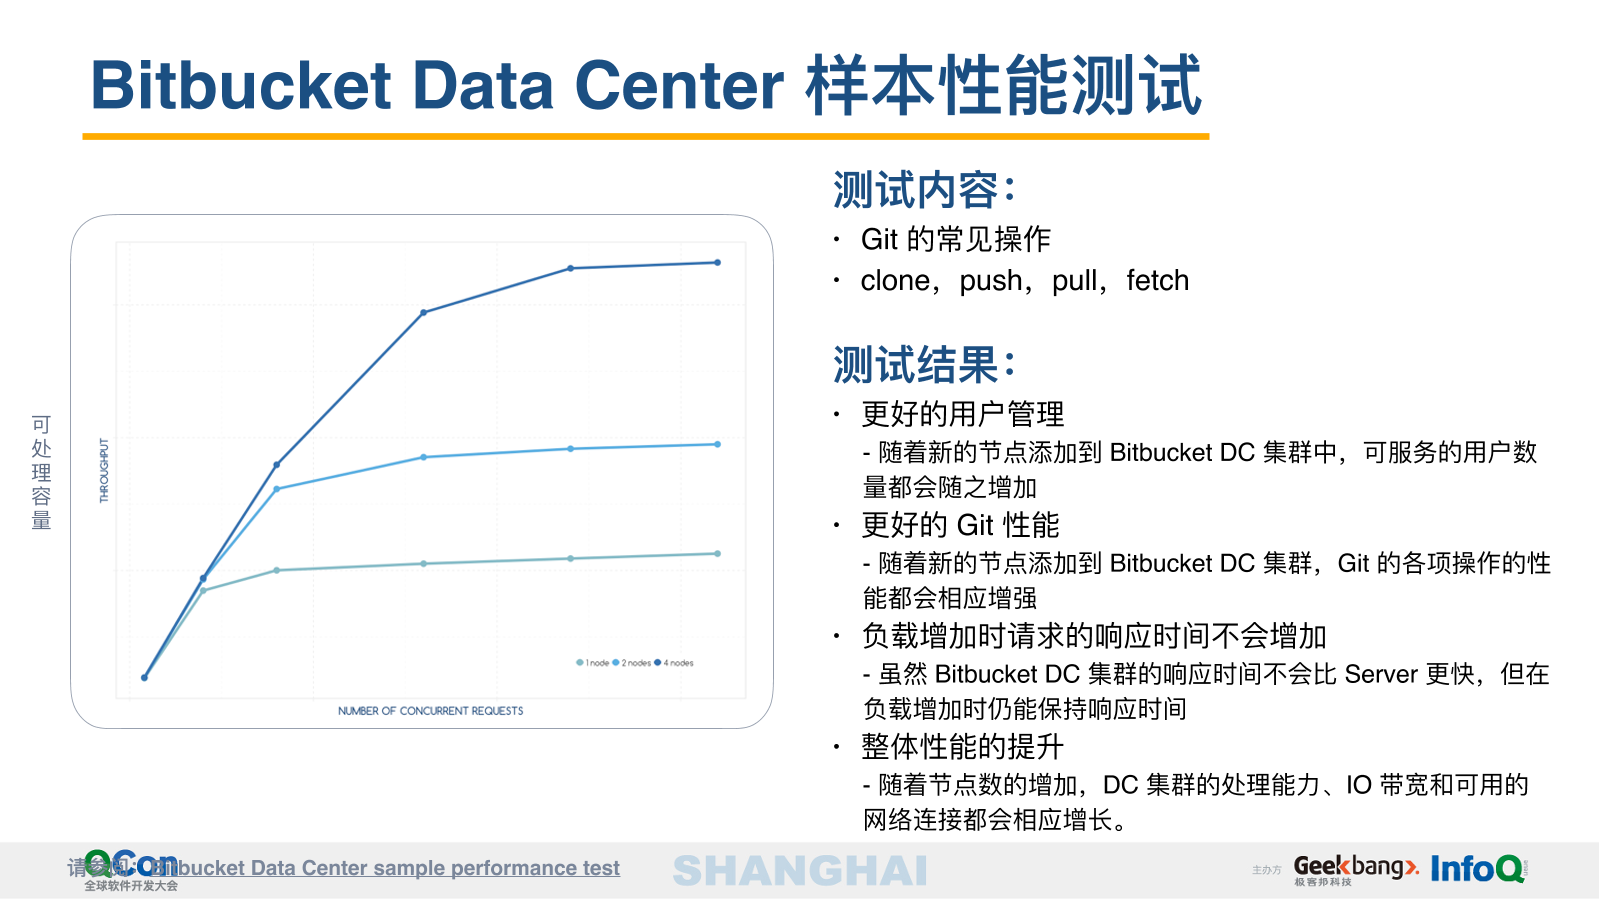 Bitbucket Data Center 样本性能测试
可处理容量
THROUGHPUT
1 node 2 nodes 4 nodes
NUMBER OF CONCURRENT REQUESTS
测试内容：
· Git 的常见操作
· clone，push，pull，fetch
测试结果：
· 更好的用户管理
- 随着新的节点添加到 Bitbucket DC 集群中，可服务的用户数
量都会随之增加
· 更好的 Git 性能
- 随着新的节点添加到 Bitbucket DC 集群，Git 的各项操作的性
能都会相应增强
· 负载增加时请求的响应时间不会增加
- 虽然 Bitbucket DC 集群的响应时间不会比 Server 更快，但在
负载增加时仍能保持响应时间
· 整体性能的提升
- 随着节点数的增加，DC 集群的处理能力、IO 带宽和可用的
网络连接都会相应增长。
请参阅：Bitbucket Data Center sample performance test
QCon
全球软件开发大会
SHANGHAI
主办方
Geekbang>.
极客邦科技
InfoQ